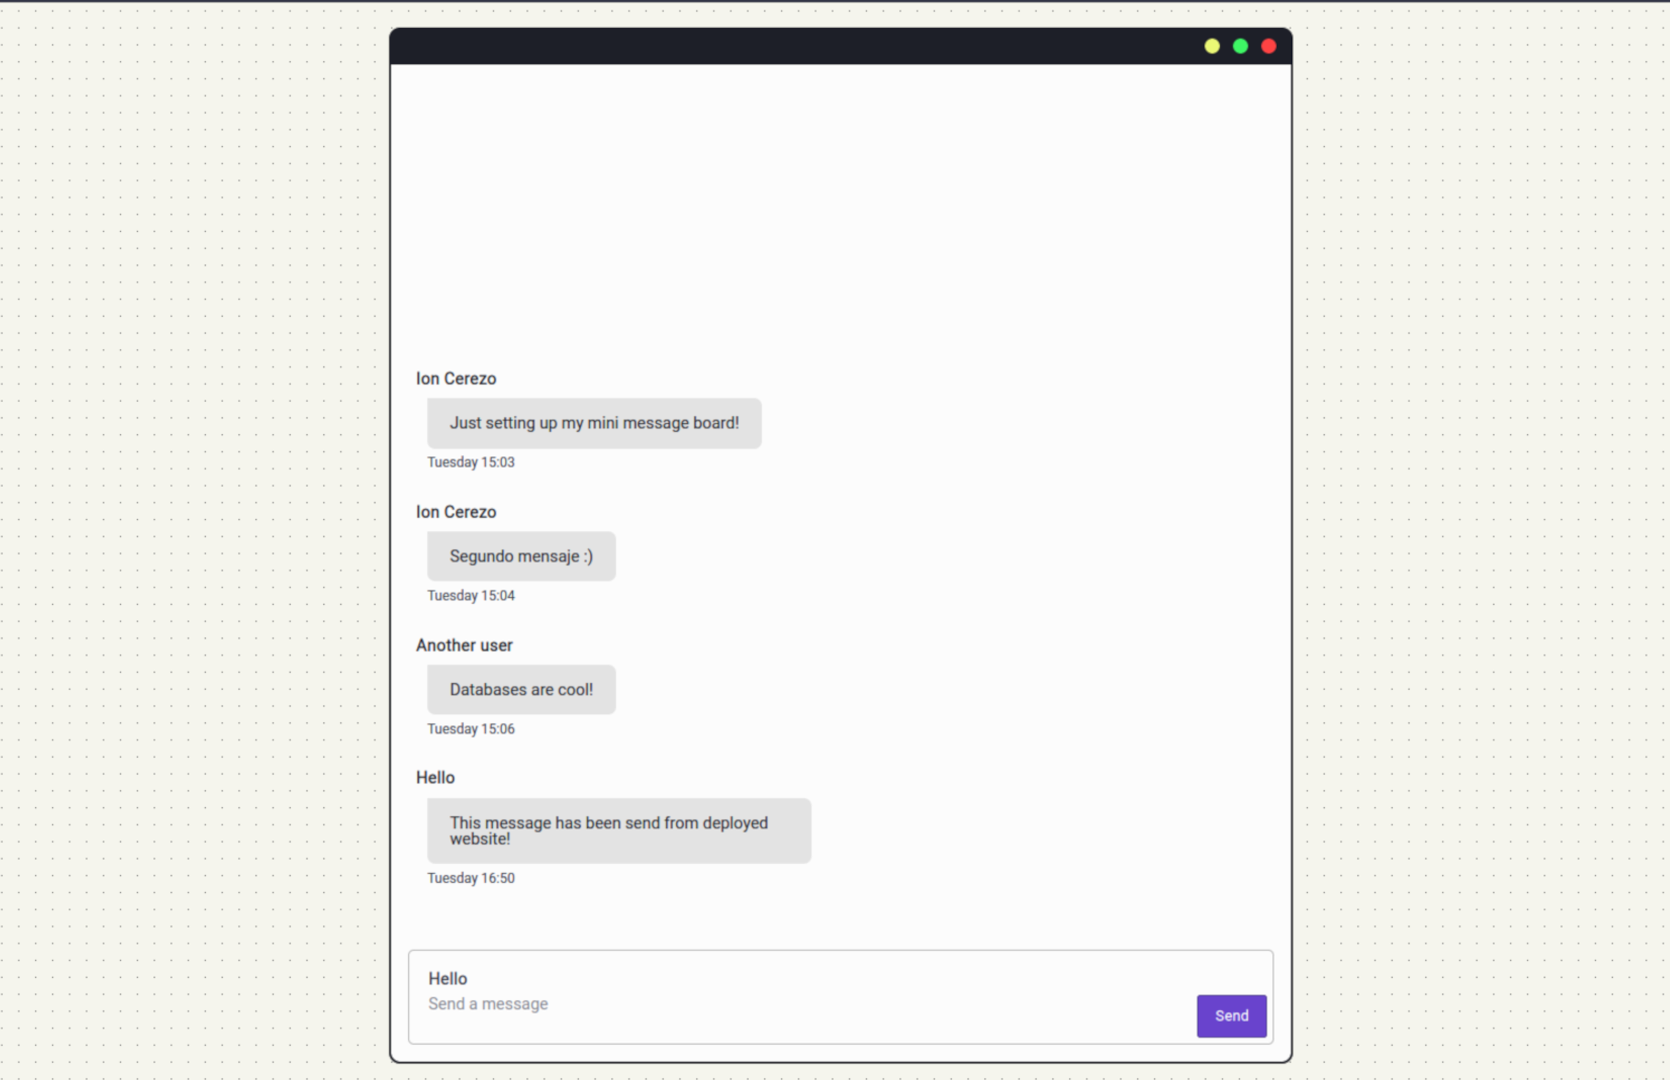 Ion Cerezo
Just setting up my mini message board!
Tuesday 15:03
Ion Cerezo
Segundo mensaje :)
Tuesday 15:04
Another user
Databases are cool!
Tuesday 15:06
Hello
This message has been send from deployed
website!
Tuesday 16:50
Hello
Send a message
Send